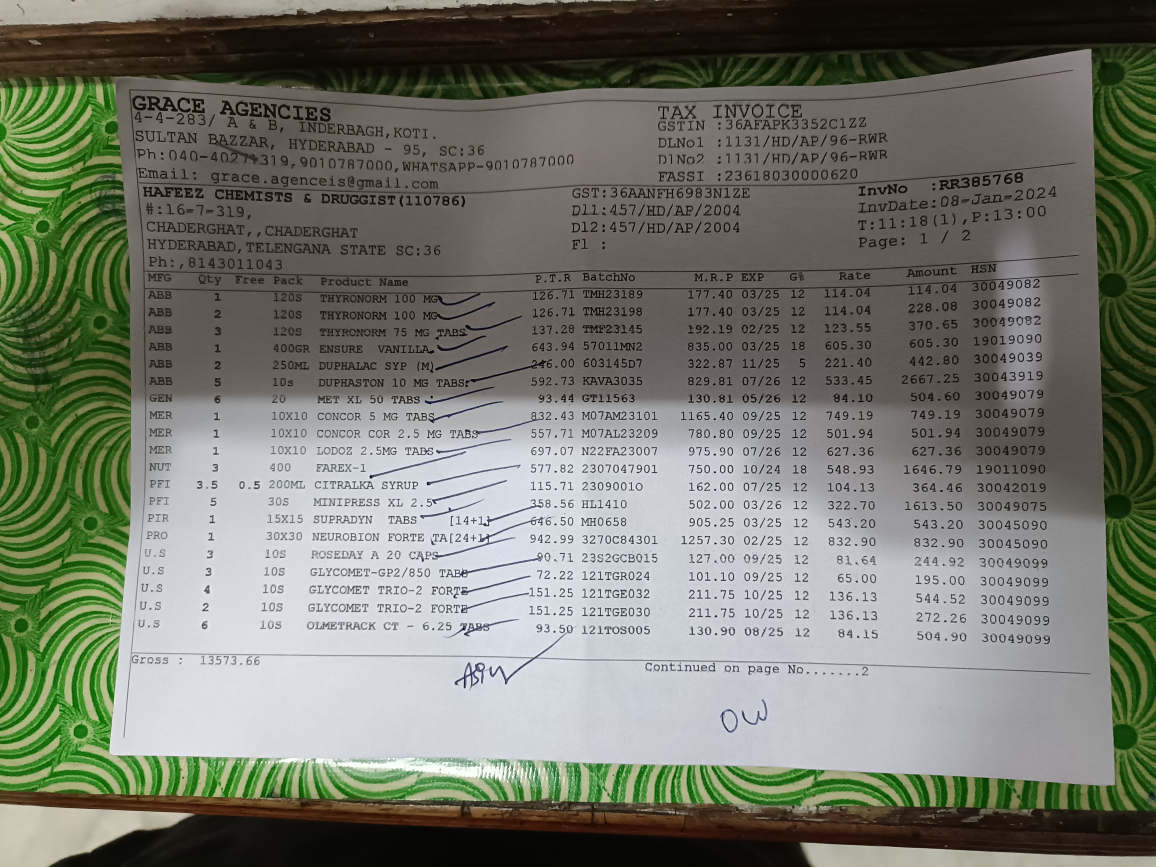 GRACE AGENCIES
4-4-283/ A & B, INDERBAGH,KOTI.
SULTAN BAZZAR, HYDERABAD - 95, SC:36
Ph:040-40271319,9010787000,WHATSAPP-9010787000
Email: grace.agenceis@gmail.com
TAX INVOICE
GSTIN :36AFAPK3352C1ZZ
DLNo1 :1131/HD/AP/96-RWR
DlNo2 :1131/HD/AP/96-RWR
FASSI :23618030000620
HAFEEZ CHEMISTS & DRUGGIST(110786)
#:16-7-319,
CHADERGHAT,,CHADERGHAT
HYDERABAD,TELENGANA STATE SC:36
Ph:,8143011043
GST:36AANFH6983N1ZE
Dl1:457/HD/AP/2004
Dl2:457/HD/AP/2004
Fl :
InvNo :RR385768
InvDate:08-Jan-2024
T:11:18(1),P:13:00
Page: 1 / 2
MFG Qty Free Pack Product Name P.T.R BatchNo M.R.P EXP G% Rate Amount HSN
ABB 1 120S THYRONORM 100 MG 126.71 TMH23189 177.40 03/25 12 114.04 114.04 30049082
ABB 2 120S THYRONORM 100 MG 126.71 TMH23198 177.40 03/25 12 114.04 228.08 30049082
ABB 3 120S THYRONORM 75 MG TABS 137.28 TMF23145 192.19 02/25 12 123.55 370.65 30049082
ABB 1 400GR ENSURE VANILLA 643.94 57011MN2 835.00 03/25 18 605.30 605.30 19019090
ABB 2 250ML DUPHALAC SYP (M) 246.00 603145D7 322.87 11/25 5 221.40 442.80 30049039
ABB 5 10s DUPHASTON 10 MG TABS 592.73 KAVA3035 829.81 07/26 12 533.45 2667.25 30043919
GEN 6 20 MET XL 50 TABS 93.44 GT11563 130.81 05/26 12 84.10 504.60 30049079
MER 1 10X10 CONCOR 5 MG TABS 832.43 M07AM23101 1165.40 09/25 12 749.19 749.19 30049079
MER 1 10X10 CONCOR COR 2.5 MG TABS 557.71 M07AL23209 780.80 09/25 12 501.94 501.94 30049079
MER 1 10X10 LODOZ 2.5MG TABS 697.07 N22FA23007 975.90 07/26 12 627.36 627.36 30049079
NUT 3 400 FAREX-1 577.82 2307047901 750.00 10/24 18 548.93 1646.79 19011090
PFI 3.5 0.5 200ML CITRALKA SYRUP 115.71 2309001O 162.00 07/25 12 104.13 364.46 30042019
PFI 5 30S MINIPRESS XL 2.5 358.56 HL1410 502.00 03/26 12 322.70 1613.50 30049075
PIR 1 15X15 SUPRADYN TABS [14+1] 646.50 MH0658 905.25 03/25 12 543.20 543.20 30045090
PRO 1 30X30 NEUROBION FORTE TA[24+1] 942.99 3270C84301 1257.30 02/25 12 832.90 832.90 30045090
U.S 3 10S ROSEDAY A 20 CAPS 90.71 23S2GCB015 127.00 09/25 12 81.64 244.92 30049099
U.S 3 10S GLYCOMET-GP2/850 TABS 72.22 121TGR024 101.10 09/25 12 65.00 195.00 30049099
U.S 4 10S GLYCOMET TRIO-2 FORTE 151.25 121TGE032 211.75 10/25 12 136.13 544.52 30049099
U.S 2 10S GLYCOMET TRIO-2 FORTE 151.25 121TGE030 211.75 10/25 12 136.13 272.26 30049099
U.S 6 10S OLMETRACK CT - 6.25 TABS 93.50 121TOS005 130.90 08/25 12 84.15 504.90 30049099
Gross : 13573.66
Continued on page No.......2
OW